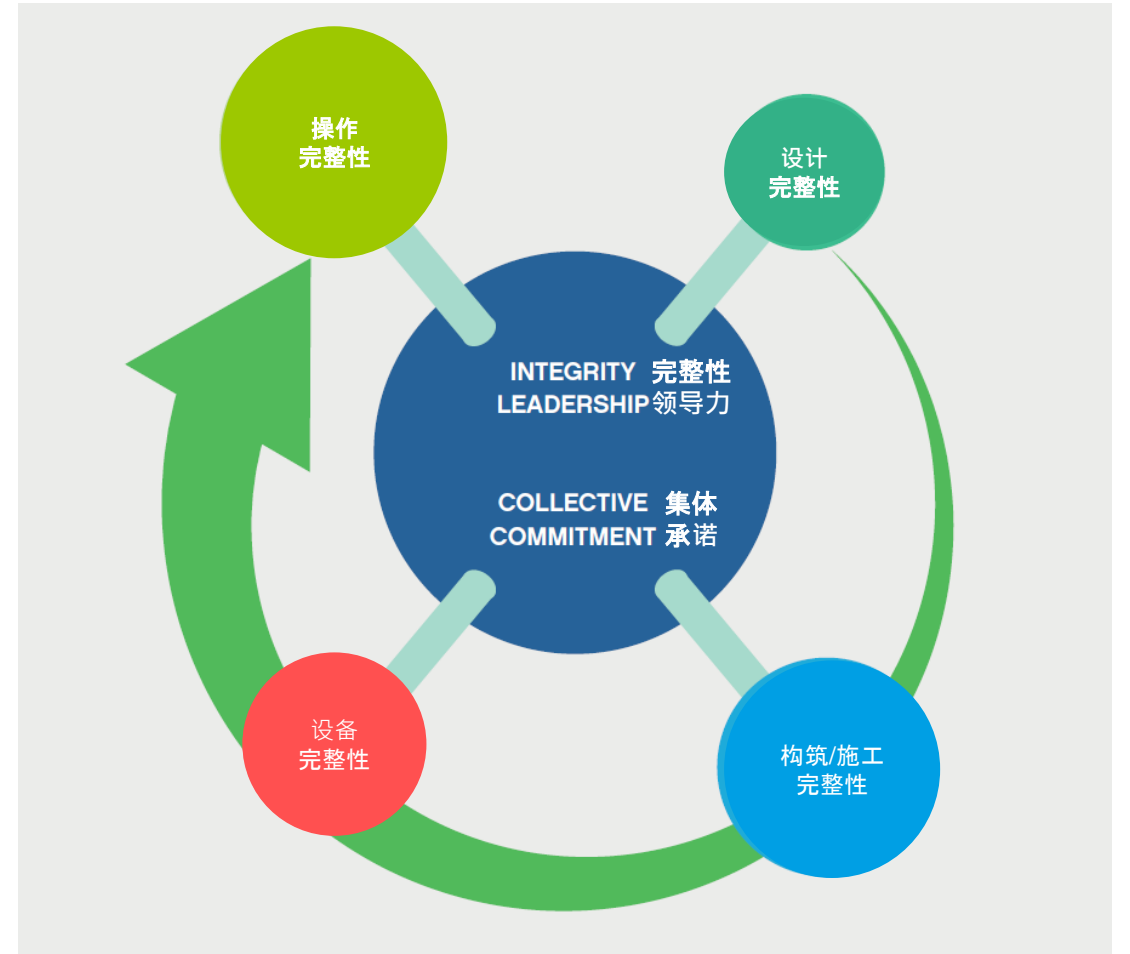 操作
完整性
设计
完整性
INTEGRITY 完整性
LEADERSHIP 领导力
COLLECTIVE 集体
COMMITMENT 承诺
设备
完整性
构筑/施工
完整性